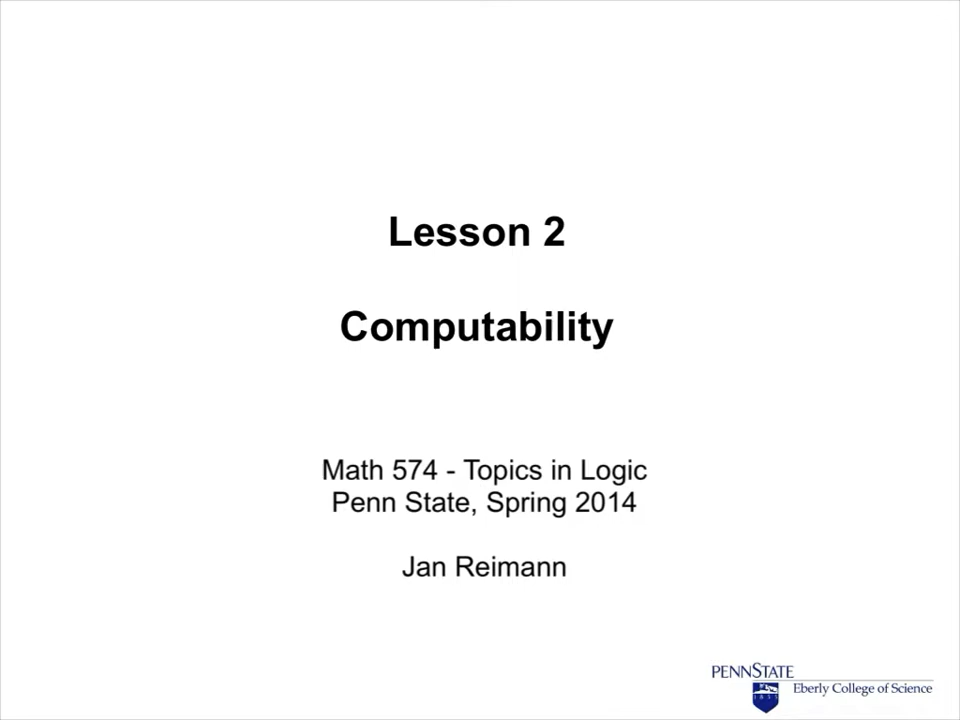 Lesson 2
Computability
Math 574 - Topics in Logic
Penn State, Spring 2014
Jan Reimann
PENNSTATE
Eberly College of Science